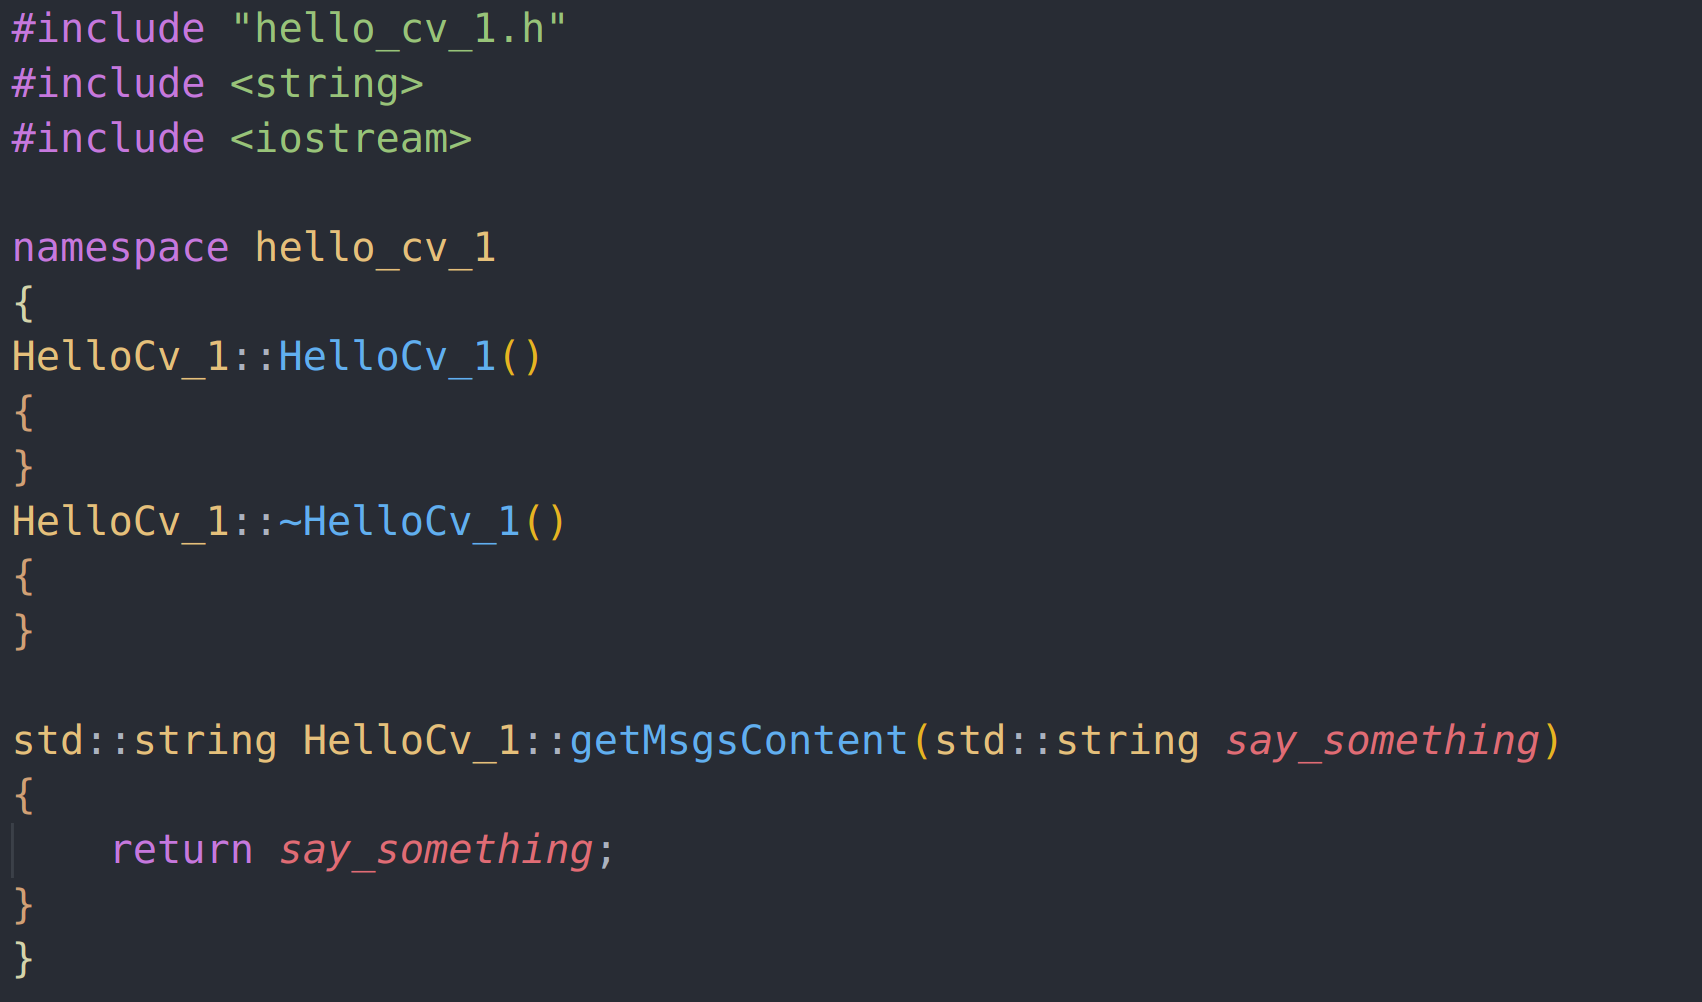 #include "hello_cv_1.h"
#include <string>
#include <iostream>
namespace hello_cv_1
{
HelloCv_1::HelloCv_1()
{
}
HelloCv_1::~HelloCv_1()
{
}
std::string HelloCv_1::getMsgsContent(std::string say_something)
{
    return say_something;
}
}